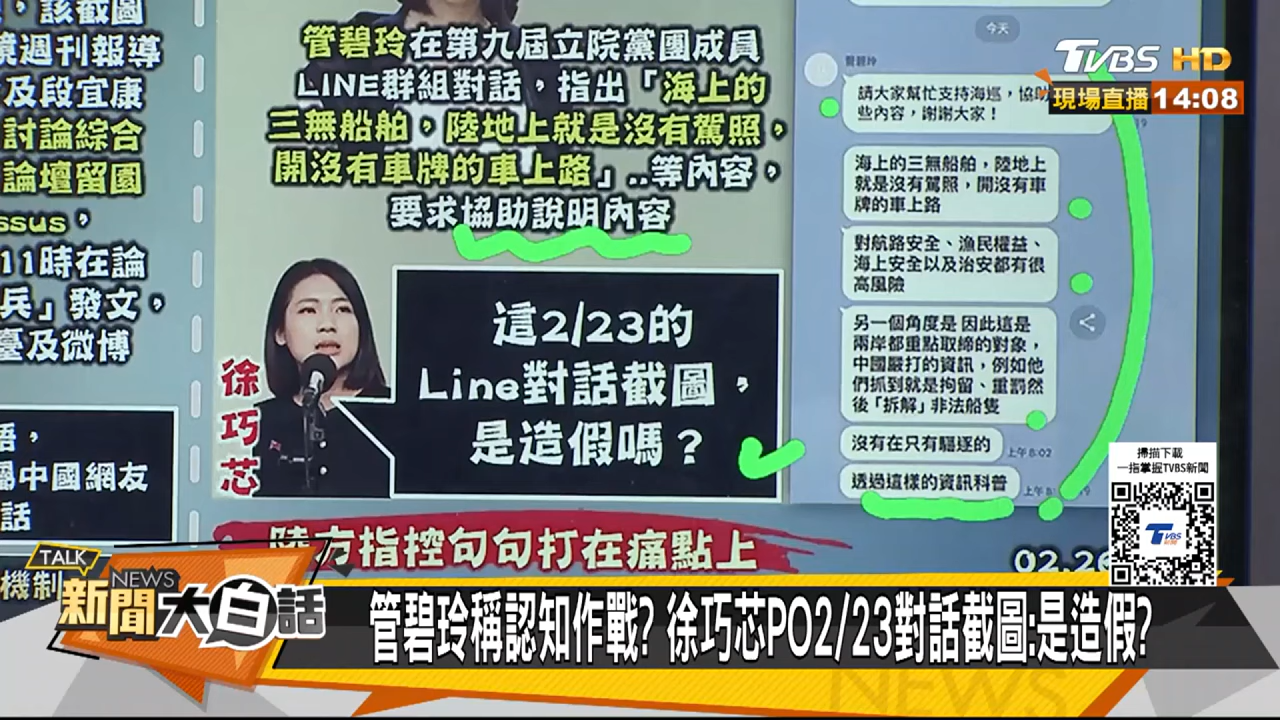 ，該截圖
鏡週刊報導
及段宜康
討論綜合
論壇留園
ssus，
11時在論
兵」發文，
臺及微博
語，
屬中國網友
話
機制
管碧玲在第九屆立院黨團成員
LINE群組對話，指出「海上的
三無船舶，陸地上就是沒有駕照，
開沒有車牌的車上路」..等內容，
要求協助說明內容
徐巧芯
這2/23的
Line對話截圖，
是造假嗎？
陸方指控句句打在痛點上
今天
管碧玲
請大家幫忙支持海巡，協助
些內容，謝謝大家！
海上的三無船舶，陸地上
就是沒有駕照，開沒有車
牌的車上路
對航路安全、漁民權益、
海上安全以及治安都有很
高風險
另一個角度是 因此這是
兩岸都重點取締的對象，
中國嚴打的資訊，例如他
們抓到就是拘留、重罰然
後「拆解」非法船隻
沒有在只有驅逐的
上午8:02
透過這樣的資訊科普
上午8:
02.26
TVBS HD
現場直播 14:08
掃描下載
一指掌握TVBS新聞
TVBS
新聞
TALK
NEWS
新聞大白話
管碧玲稱認知作戰? 徐巧芯PO2/23對話截圖:是造假?
NEWS